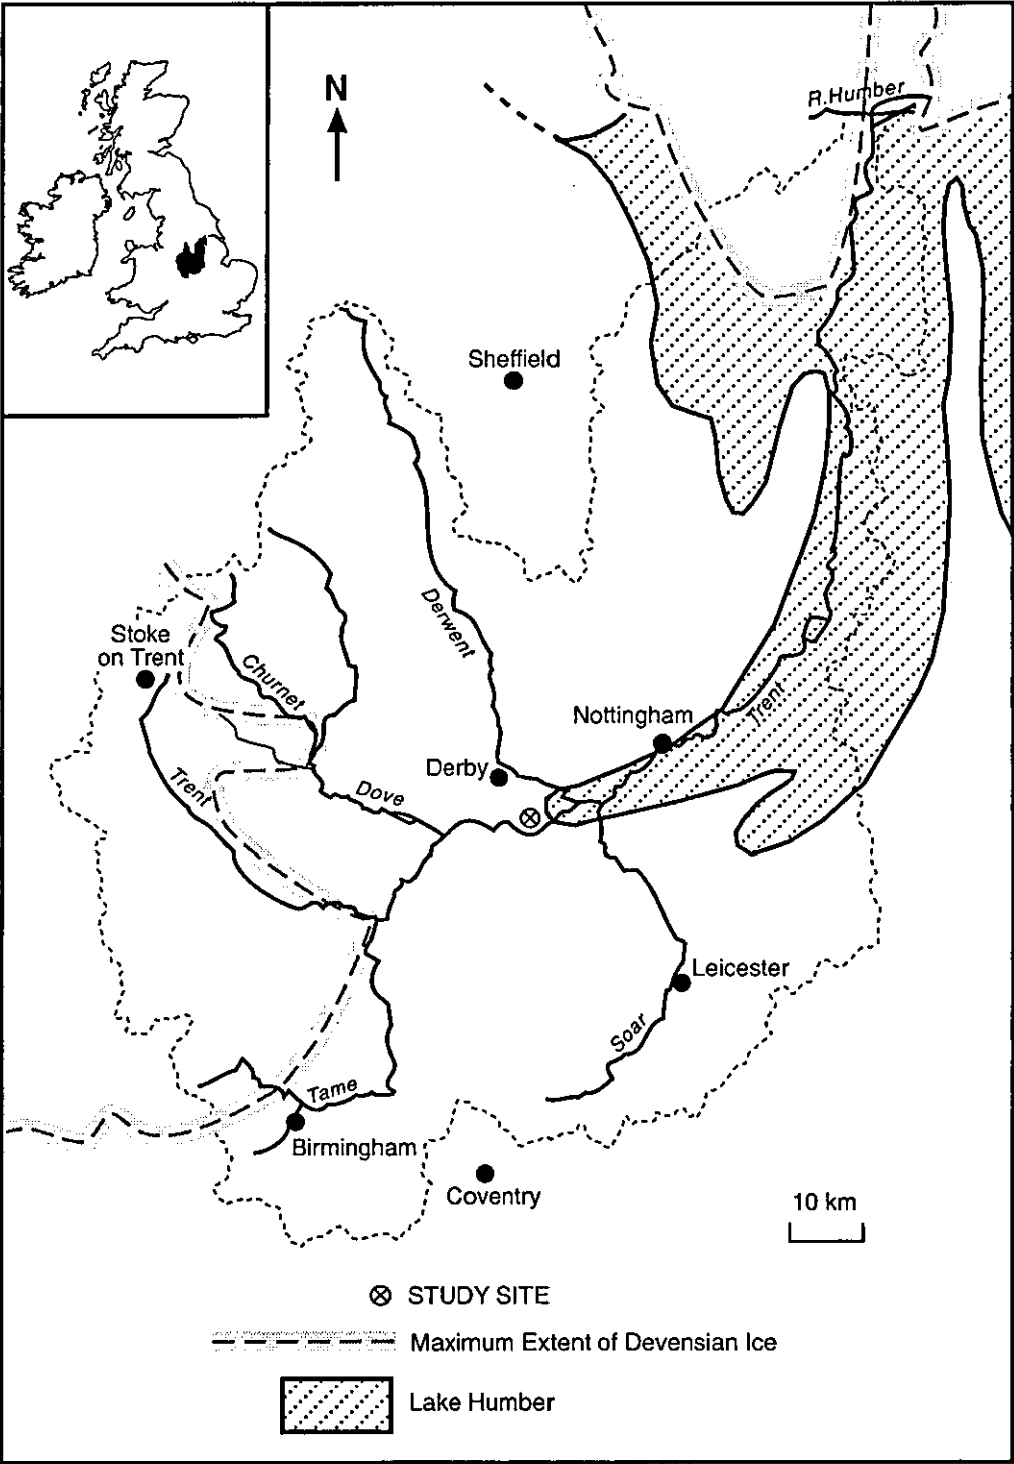 N
R.Humber
Sheffield
Derwent
Stoke
on Trent
Churnet
Nottingham
Trent
Derby
Trent
Dove
Leicester
Soar
Tame
Birmingham
Coventry
10 km
STUDY SITE
Maximum Extent of Devensian Ice
Lake Humber